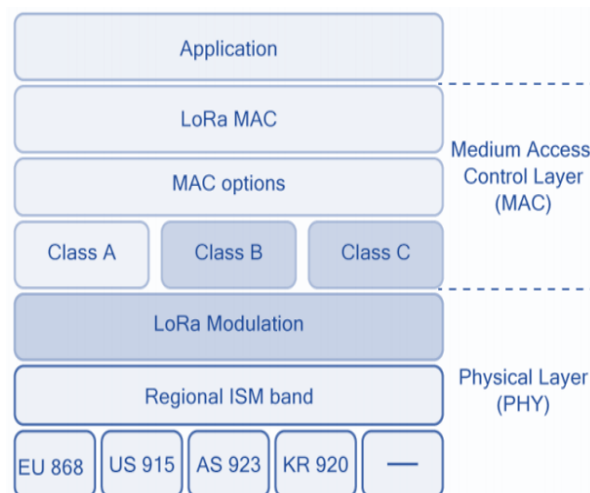 Application
LoRa MAC
Medium Access
Control Layer
(MAC)
MAC options
Class A
Class B
Class C
LoRa Modulation
Physical Layer
(PHY)
Regional ISM band
EU 868
US 915
AS 923
KR 920
—